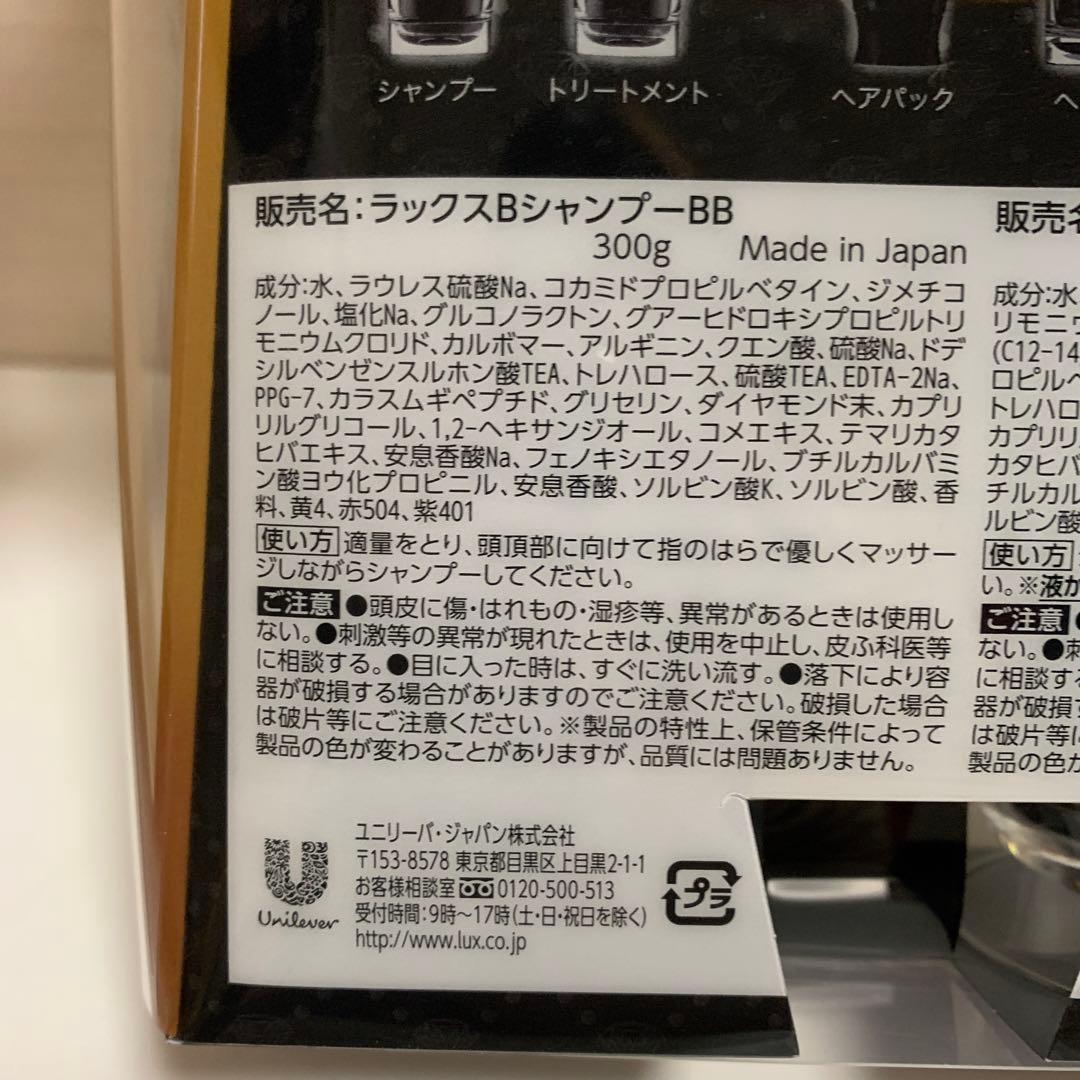 シャンプー
トリートメント
ヘアパック
ヘ
販売名：ラックスBシャンプーBB
300g Made in Japan
成分：水、ラウレス硫酸Na、コカミドプロピルベタイン、ジメチコ
ノール、塩化Na、グルコノラクトン、グアーヒドロキシプロピルトリ
モニウムクロリド、カルボマー、アルギニン、クエン酸、硫酸Na、ドデ
シルベンゼンスルホン酸TEA、トレハロース、硫酸TEA、EDTA-2Na、
PPG-7、カラスムギペプチド、グリセリン、ダイヤモンド末、カプリ
リルグリコール、1,2-ヘキサンジオール、コメエキス、テマリカタ
ヒバエキス、安息香酸Na、フェノキシエタノール、ブチルカルバミ
ン酸ヨウ化プロピニル、安息香酸、ソルビン酸K、ソルビン酸、香
料、黄4、赤504、紫401
使い方 適量をとり、頭頂部に向けて指のはらで優しくマッサー
ジしながらシャンプーしてください。
ご注意 ●頭皮に傷・はれもの・湿疹等、異常があるときは使用し
ない。●刺激等の異常が現れたときは、使用を中止し、皮ふ科医等
に相談する。●目に入った時は、すぐに洗い流す。●落下により容
器が破損する場合がありますのでご注意ください。破損した場合
は破片等にご注意ください。※製品の特性上、保管条件によって
製品の色が変わることがありますが、品質には問題ありません。
Unilever
ユニリーバ・ジャパン株式会社
〒153-8578 東京都目黒区上目黒2-1-1
お客様相談室 0120-500-513
受付時間：9時〜17時（土・日・祝日を除く）
http://www.lux.co.jp
プラ
販売名
成分：水
リモニウ
(C12-14
ロピルベ
トレハロ
カプリリ
カタヒバ
チルカル
ルビン酸
使い方
い。※液か
ご注意 ●
ない。●刺
に相談する
器が破損す
は破片等に
製品の色か